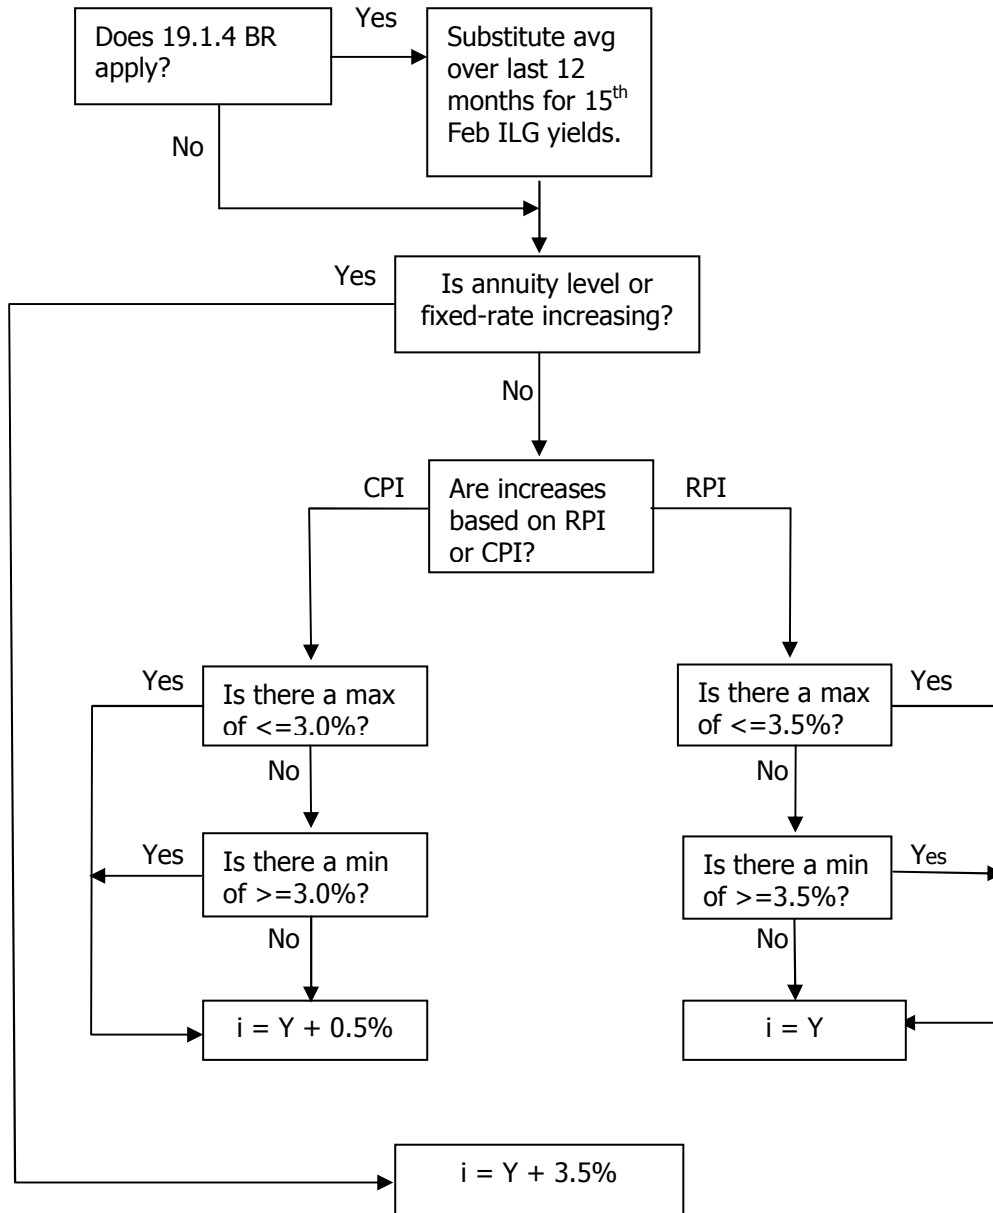 Does 19.1.4 BR
apply?
Yes
Substitute avg
over last 12
months for 15th
Feb ILG yields.
No
Yes
Is annuity level or
fixed-rate increasing?
No
CPI
Are increases
based on RPI
or CPI?
RPI
Yes
Is there a max
of <=3.0%?
Is there a max
of <=3.5%?
Yes
No
No
Yes
Is there a min
of >=3.0%?
Is there a min
of >=3.5%?
Yes
No
No
i = Y + 0.5%
i = Y
i = Y + 3.5%